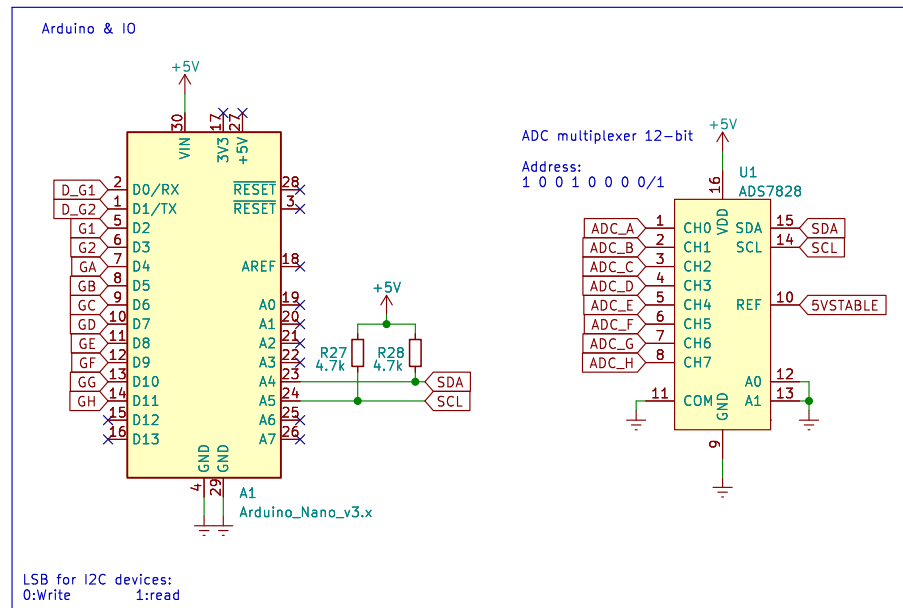 Arduino & IO
+5V
30
17
27
VIN
3V3
+5V
D_G1 2 D0/RX
D_G2 1 D1/TX
G1 5 D2
G2 6 D3
GA 7 D4
GB 8 D5
GC 9 D6
GD 10 D7
GE 11 D8
GF 12 D9
GG 13 D10
GH 14 D11
15 D12
16 D13
RESET 28
RESET 3
AREF 18
A0 19
A1 20
A2 21
A3 22
A4 23
A5 24
A6 25
A7 26
GND
GND
4
29
A1
Arduino_Nano_v3.x
+5V
R27
4.7k
R28
4.7k
SDA
SCL
ADC multiplexer 12-bit
Address:
1 0 0 1 0 0 0 0/1
+5V
16
U1
ADS7828
VDD
ADC_A 1 CH0
ADC_B 2 CH1
ADC_C 3 CH2
ADC_D 4 CH3
ADC_E 5 CH4
ADC_F 6 CH5
ADC_G 7 CH6
ADC_H 8 CH7
11 COM
SDA 15 SDA
SCL 14 SCL
REF 10 5VSTABLE
A0 12
A1 13
GND
9
LSB for I2C devices:
0:Write 1:read